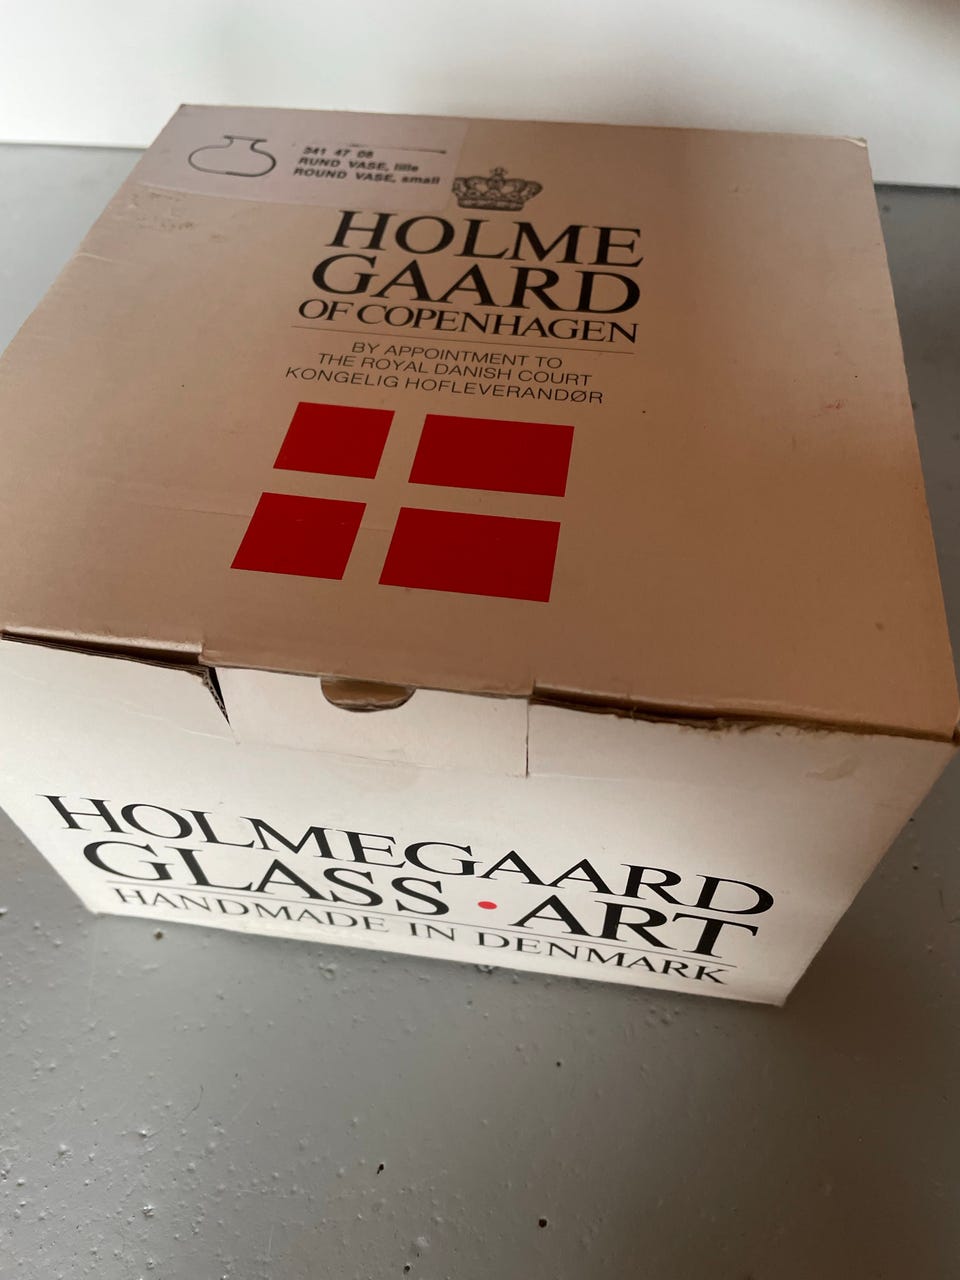 341 47 08
RUND VASE, lille
ROUND VASE, small
HOLME
GAARD
OF COPENHAGEN
BY APPOINTMENT TO
THE ROYAL DANISH COURT
KONGELIG HOFLEVERANDØR
HOLMEGAARD
GLASS • ART
HANDMADE IN DENMARK